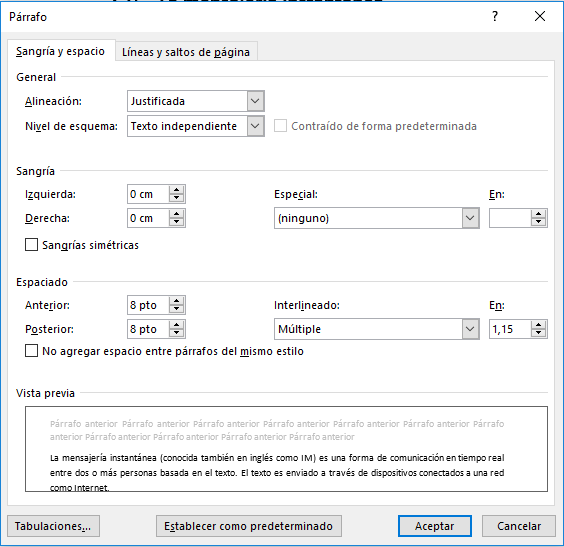 Párrafo ? ×
Sangría y espacio Líneas y saltos de página
General
Alineación: Justificada
Nivel de esquema: Texto independiente Contraído de forma predeterminada
Sangría
Izquierda: 0 cm Especial: En:
Derecha: 0 cm (ninguno)
Sangrías simétricas
Espaciado
Anterior: 8 pto Interlineado: En:
Posterior: 8 pto Múltiple 1,15
No agregar espacio entre párrafos del mismo estilo
Vista previa
Párrafo anterior Párrafo anterior Párrafo anterior Párrafo anterior Párrafo anterior Párrafo anterior Párrafo
anterior Párrafo anterior Párrafo anterior Párrafo anterior Párrafo anterior
La mensajería instantánea (conocida también en inglés como IM) es una forma de comunicación en tiempo real
entre dos o más personas basada en el texto. El texto es enviado a través de dispositivos conectados a una red
como Internet.
Tabulaciones... Establecer como predeterminado Aceptar Cancelar